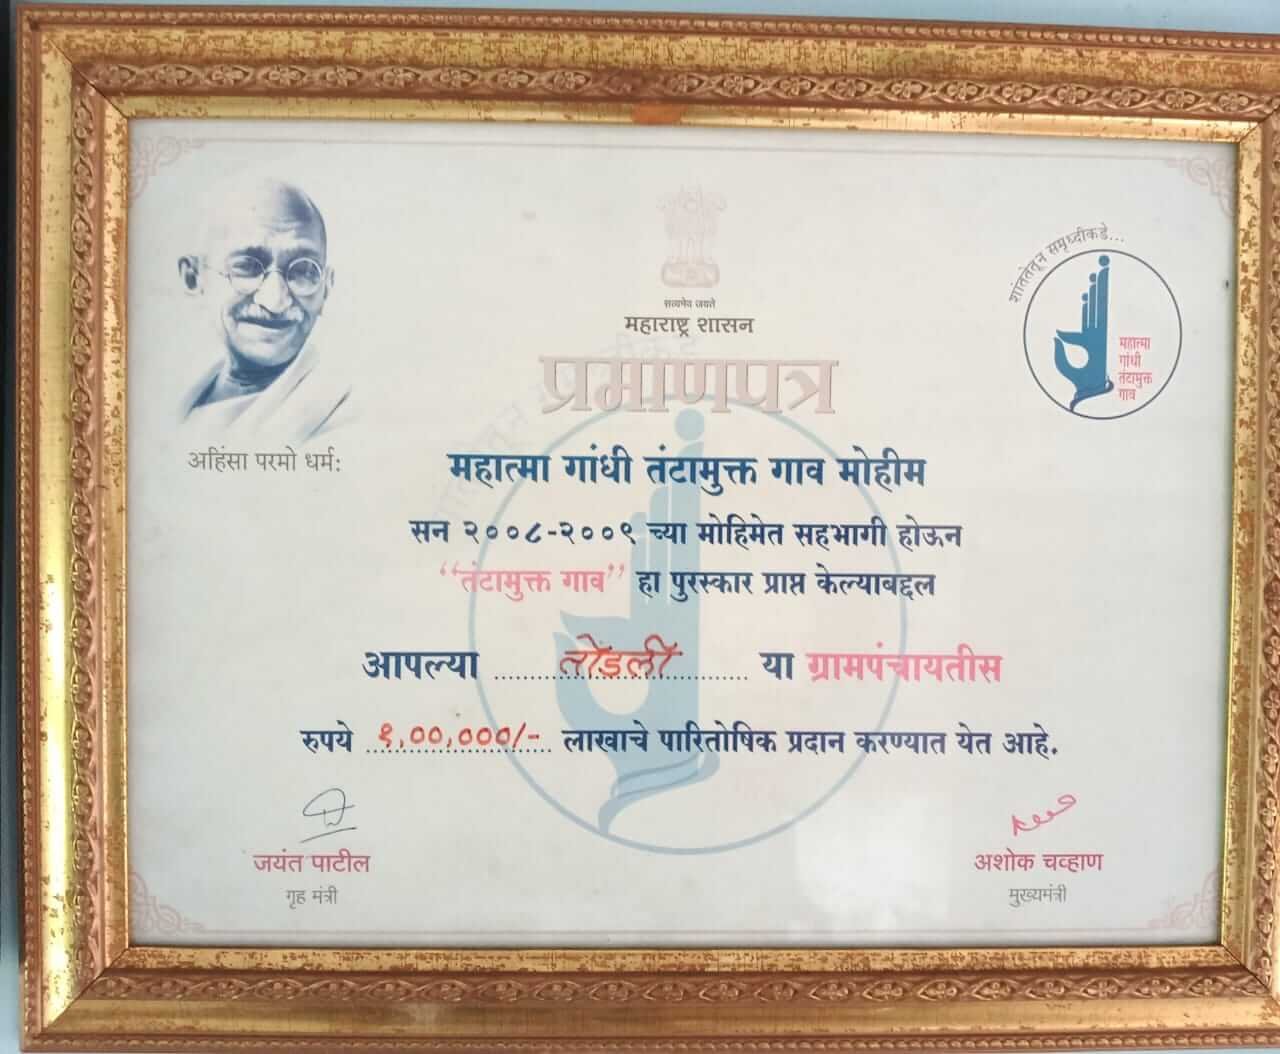 सत्यमेव जयते
महाराष्ट्र शासन
प्रमाणपत्र
शांततेतून समृध्दीकडे...
महात्मा
गांधी
तंटामुक्त
गाव
अहिंसा परमो धर्म:
महात्मा गांधी तंटामुक्त गाव मोहीम
सन २००८-२००९ च्या मोहिमेत सहभागी होऊन
“तंटामुक्त गाव” हा पुरस्कार प्राप्त केल्याबद्दल
आपल्या तोंडली या ग्रामपंचायतीस
रुपये १,००,०००/- लाखाचे पारितोषिक प्रदान करण्यात येत आहे.
जयंत पाटील
गृह मंत्री
अशोक चव्हाण
मुख्यमंत्री